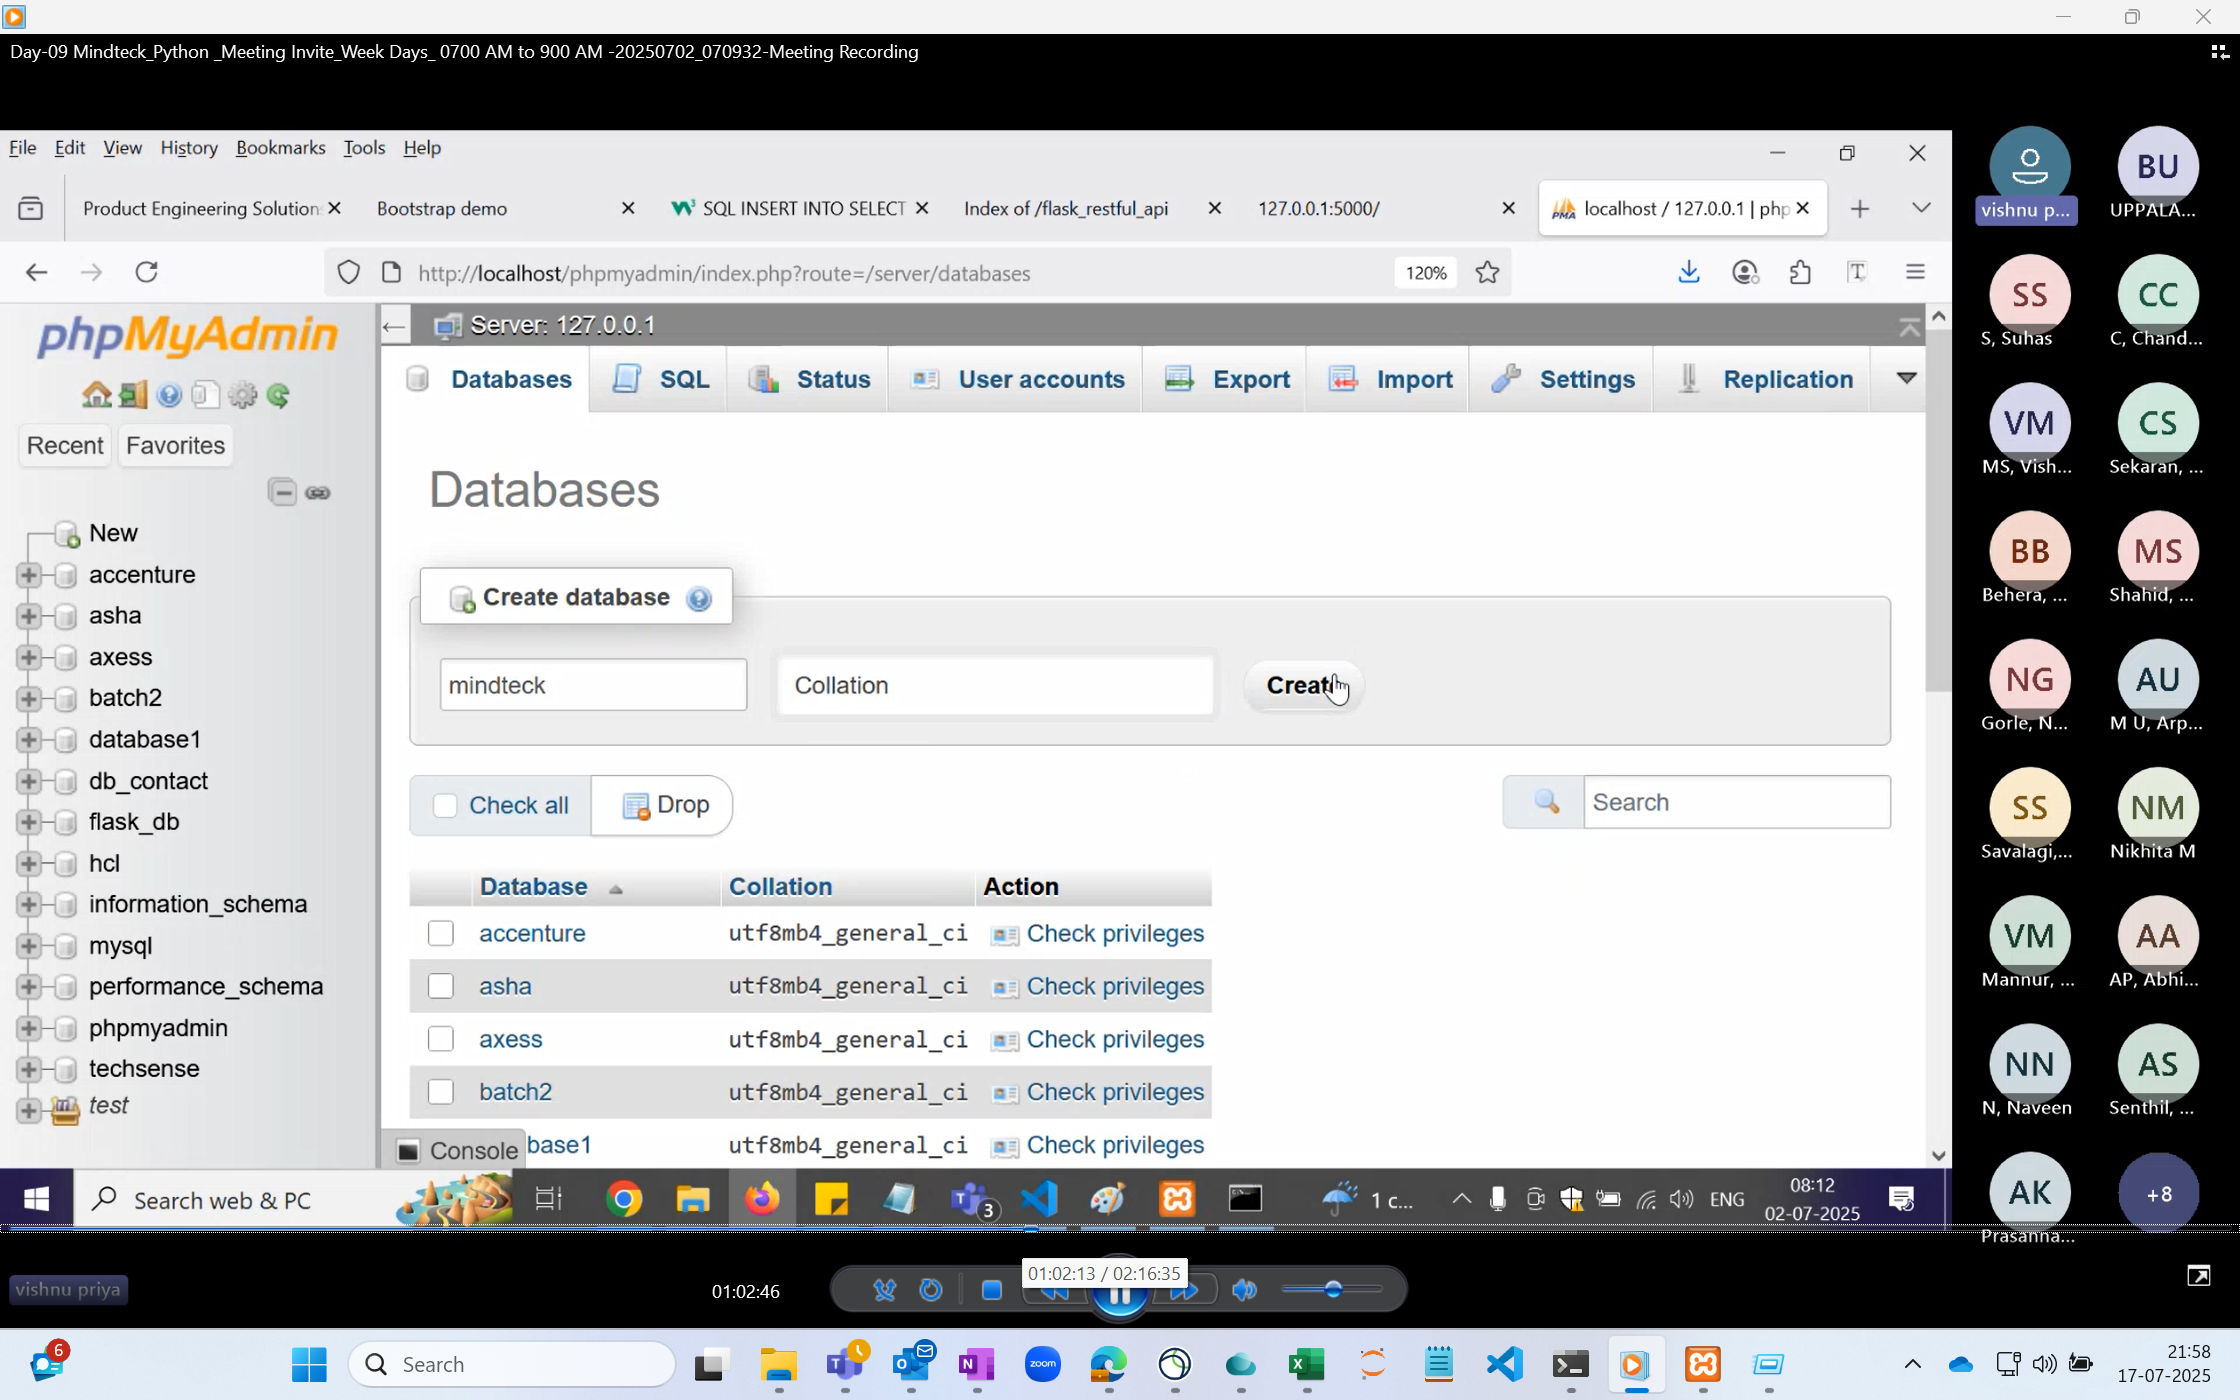 Day-09 Mindteck_Python _Meeting Invite_Week Days_ 0700 AM to 900 AM -20250702_070932-Meeting Recording
File Edit View History Bookmarks Tools Help
Product Engineering Solution
Bootstrap demo
SQL INSERT INTO SELECT
Index of /flask_restful_api
127.0.0.1:5000/
localhost / 127.0.0.1 | php
http://localhost/phpmyadmin/index.php?route=/server/databases
120%
phpMyAdmin
Recent
Favorites
New
accenture
asha
axess
batch2
database1
db_contact
flask_db
hcl
information_schema
mysql
performance_schema
phpmyadmin
techsense
test
Server: 127.0.0.1
Databases
SQL
Status
User accounts
Export
Import
Settings
Replication
Databases
Create database
mindteck
Collation
Create
Check all
Drop
Search
Database Collation Action
accenture utf8mb4_general_ci Check privileges
asha utf8mb4_general_ci Check privileges
axess utf8mb4_general_ci Check privileges
batch2 utf8mb4_general_ci Check privileges
base1 utf8mb4_general_ci Check privileges
Console
Search web & PC
3
1 c...
ENG
08:12
02-07-2025
vishnu p...
BU
UPPALA...
SS
S, Suhas
CC
C, Chand...
VM
MS, Vish...
CS
Sekaran, ...
BB
Behera, ...
MS
Shahid, ...
NG
Gorle, N...
AU
M U, Arp...
SS
Savalagi,...
NM
Nikhita M
VM
Mannur, ...
AA
AP, Abhi...
NN
N, Naveen
AS
Senthil, ...
AK
Prasanna...
+8
vishnu priya
01:02:46
01:02:13 / 02:16:35
6
Search
zoom
21:58
17-07-2025